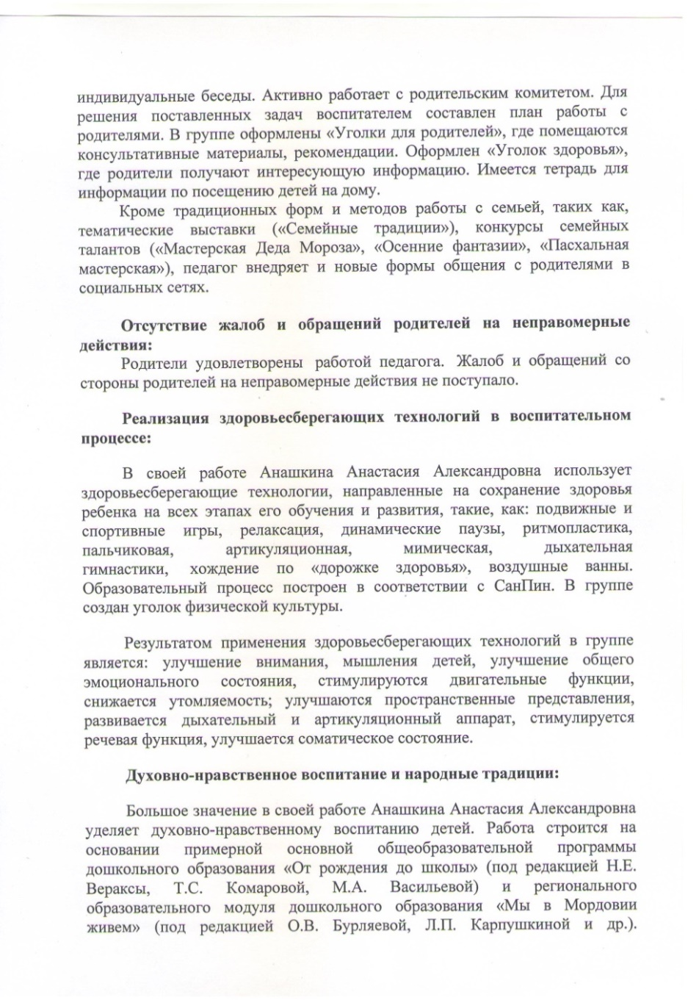 индивидуальные беседы. Активно работает с родительским комитетом. Для
решения поставленных задач воспитателем составлен план работы с
родителями. В группе оформлены «Уголки для родителей», где помещаются
консультативные материалы, рекомендации. Оформлен «Уголок здоровья»,
где родители получают интересующую информацию. Имеется тетрадь для
информации по посещению детей на дому.
Кроме традиционных форм и методов работы с семьей, таких как,
тематические выставки («Семейные традиции»), конкурсы семейных
талантов («Мастерская Деда Мороза», «Осенние фантазии», «Пасхальная
мастерская»), педагог внедряет и новые формы общения с родителями в
социальных сетях.
Отсутствие жалоб и обращений родителей на неправомерные
действия:
Родители удовлетворены работой педагога. Жалоб и обращений со
стороны родителей на неправомерные действия не поступало.
Реализация здоровьесберегающих технологий в воспитательном
процессе:
В своей работе Анашкина Анастасия Александровна использует
здоровьесберегающие технологии, направленные на сохранение здоровья
ребенка на всех этапах его обучения и развития, такие, как: подвижные и
спортивные игры, релаксация, динамические паузы, ритмопластика,
пальчиковая, артикуляционная, мимическая, дыхательная
гимнастики, хождение по «дорожке здоровья», воздушные ванны.
Образовательный процесс построен в соответствии с СанПин. В группе
создан уголок физической культуры.
Результатом применения здоровьесберегающих технологий в группе
является: улучшение внимания, мышления детей, улучшение общего
эмоционального состояния, стимулируются двигательные функции,
снижается утомляемость; улучшаются пространственные представления,
развивается дыхательный и артикуляционный аппарат, стимулируется
речевая функция, улучшается соматическое состояние.
Духовно-нравственное воспитание и народные традиции:
Большое значение в своей работе Анашкина Анастасия Александровна
уделяет духовно-нравственному воспитанию детей. Работа строится на
основании примерной основной общеобразовательной программы
дошкольного образования «От рождения до школы» (под редакцией Н.Е.
Вераксы, Т.С. Комаровой, М.А. Васильевой) и регионального
образовательного модуля дошкольного образования «Мы в Мордовии
живем» (под редакцией О.В. Бурляевой, Л.П. Карпушкиной и др.).